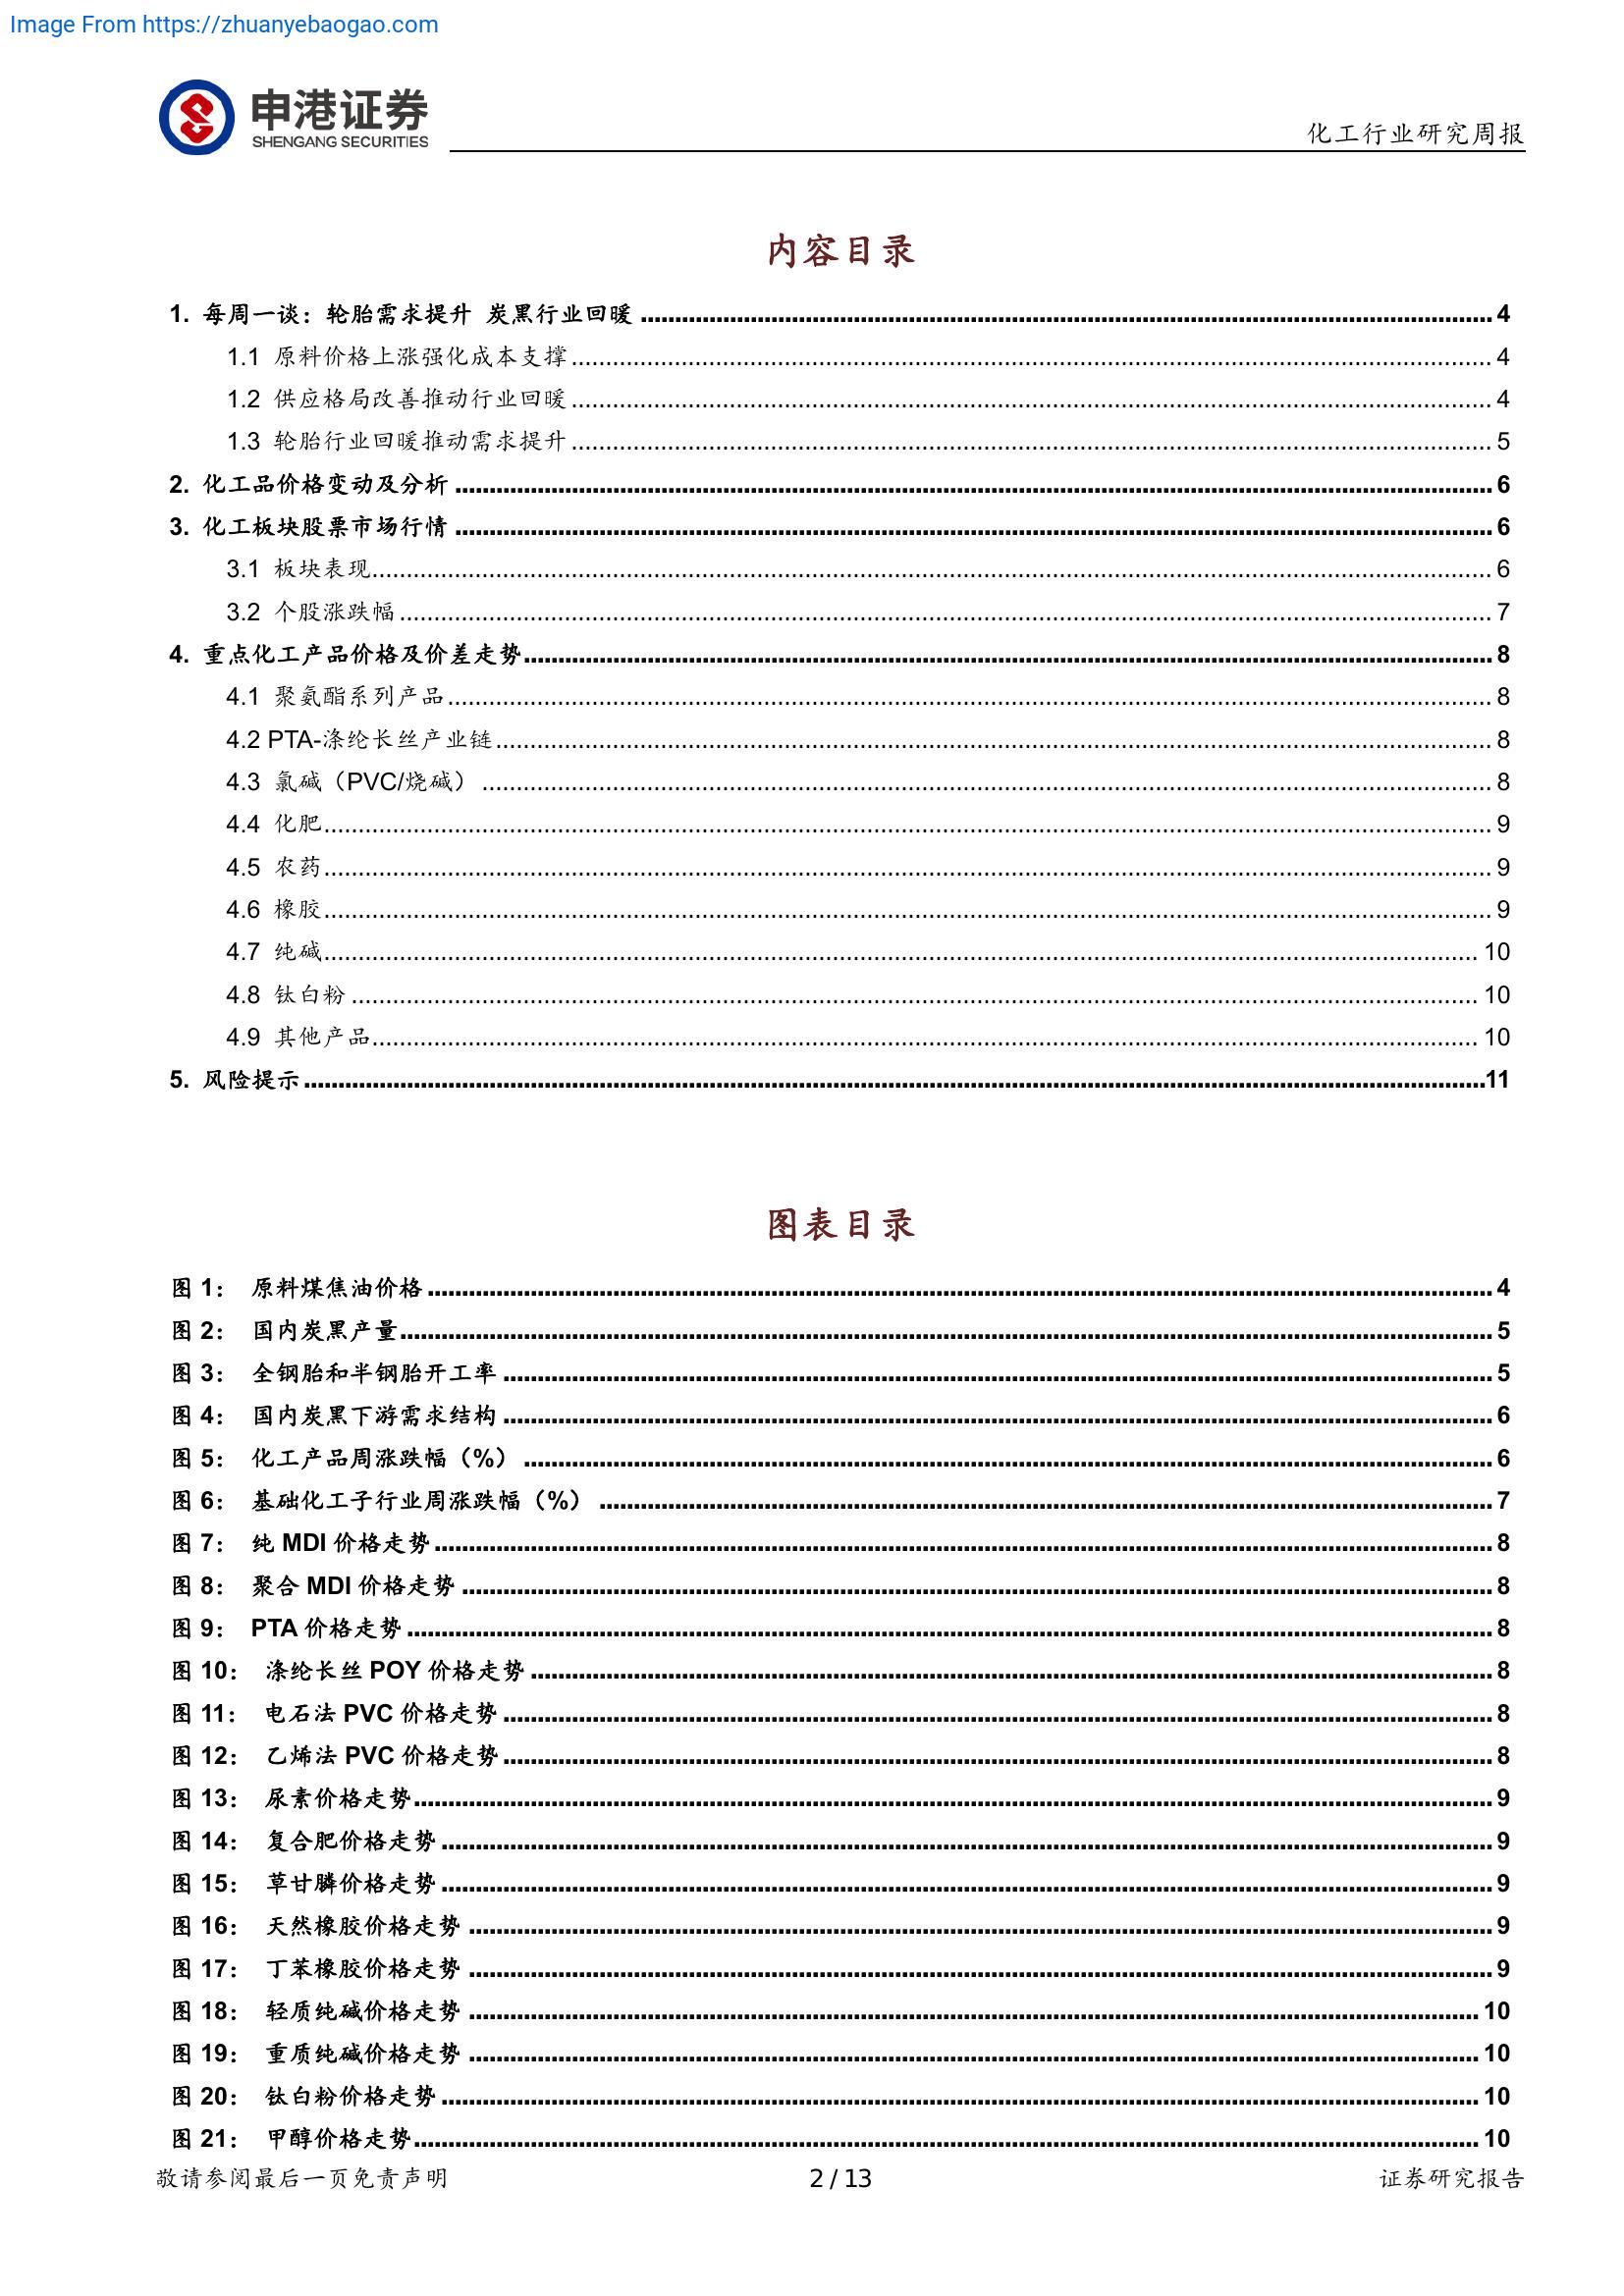 Image From https://zhuanyebaogao.com
申港证券
SHENGANG SECURITIES
化工行业研究周报
内容目录
1. 每周一谈：轮胎需求提升 炭黑行业回暖 4
1.1 原料价格上涨强化成本支撑 4
1.2 供应格局改善推动行业回暖 4
1.3 轮胎行业回暖推动需求提升 5
2. 化工品价格变动及分析 6
3. 化工板块股票市场行情 6
3.1 板块表现 6
3.2 个股涨跌幅 7
4. 重点化工产品价格及价差走势 8
4.1 聚氨酯系列产品 8
4.2 PTA-涤纶长丝产业链 8
4.3 氯碱（PVC/烧碱） 8
4.4 化肥 9
4.5 农药 9
4.6 橡胶 9
4.7 纯碱 10
4.8 钛白粉 10
4.9 其他产品 10
5. 风险提示 11
图表目录
图 1： 原料煤焦油价格 4
图 2： 国内炭黑产量 5
图 3： 全钢胎和半钢胎开工率 5
图 4： 国内炭黑下游需求结构 6
图 5： 化工产品周涨跌幅（%） 6
图 6： 基础化工子行业周涨跌幅（%） 7
图 7： 纯 MDI 价格走势 8
图 8： 聚合 MDI 价格走势 8
图 9： PTA 价格走势 8
图 10： 涤纶长丝 POY 价格走势 8
图 11： 电石法 PVC 价格走势 8
图 12： 乙烯法 PVC 价格走势 8
图 13： 尿素价格走势 9
图 14： 复合肥价格走势 9
图 15： 草甘膦价格走势 9
图 16： 天然橡胶价格走势 9
图 17： 丁苯橡胶价格走势 9
图 18： 轻质纯碱价格走势 10
图 19： 重质纯碱价格走势 10
图 20： 钛白粉价格走势 10
图 21： 甲醇价格走势 10
敬请参阅最后一页免责声明 2 / 13 证券研究报告